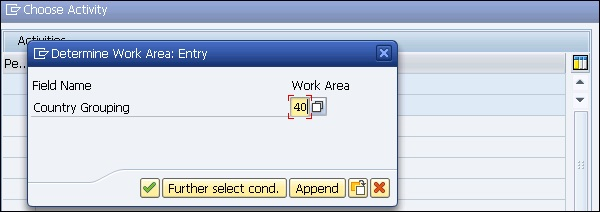 Choose Activity
Activities
Pe...
Determine Work Area: Entry
Field Name Work Area
Country Grouping 40
Further select cond. Append